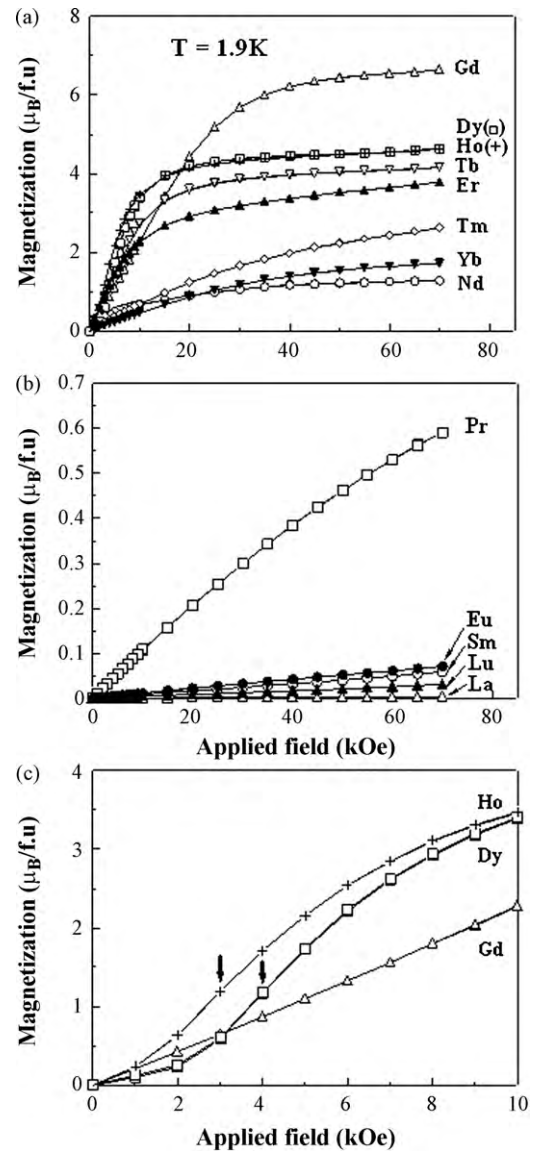 (a)
8
6
4
2
0
Magnetization (μB/f.u)
T = 1.9K
Gd
Dy(□)
Ho(+)
Tb
Er
Tm
Yb
Nd
0 20 40 60 80
(b)
0.7
0.6
0.5
0.4
0.3
0.2
0.1
0
Magnetization (μB/f.u)
Pr
Eu
Sm
Lu
La
0 20 40 60 80
Applied field (kOe)
(c)
4
3
2
1
0
Magnetization (μB/f.u)
Ho
Dy
Gd
0 2 4 6 8 10
Applied field (kOe)